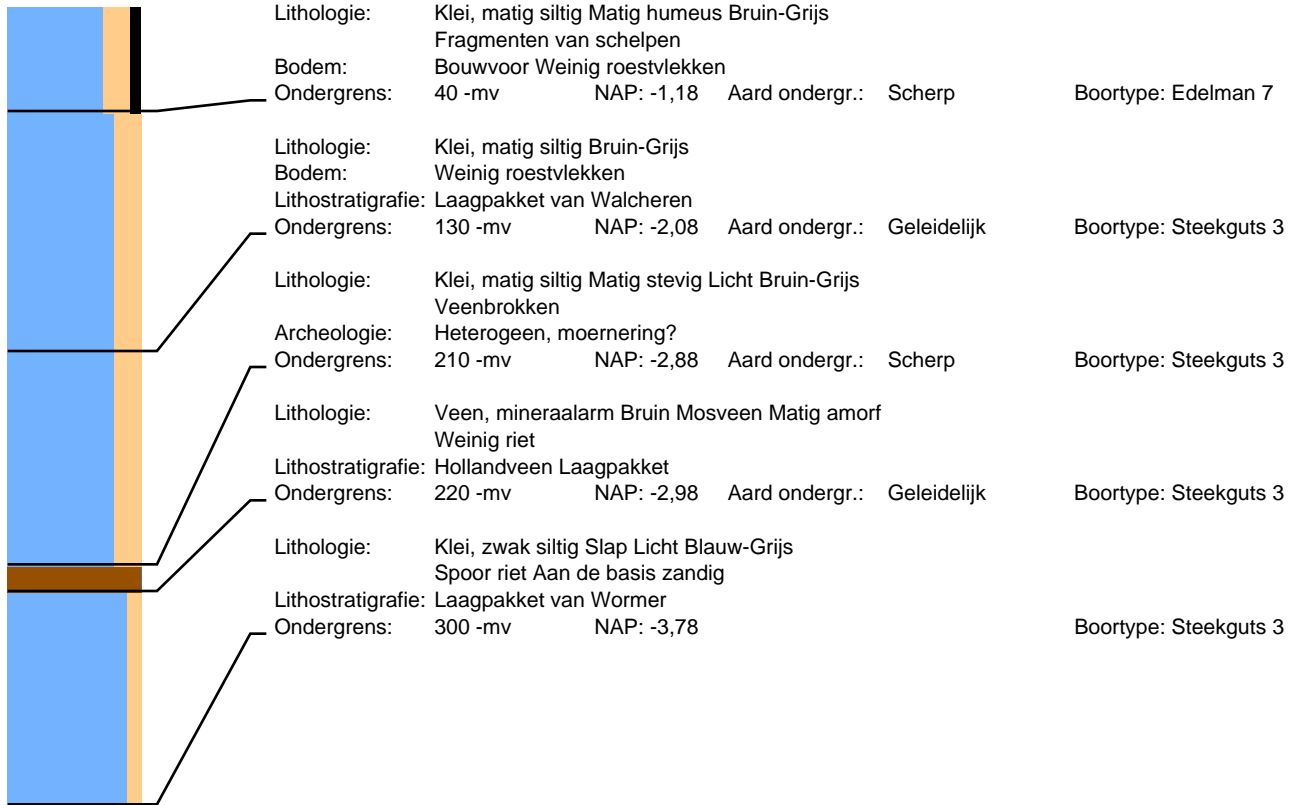 Lithologie: Klei, matig siltig Matig humeus Bruin-Grijs
Fragmenten van schelpen
Bodem: Bouwvoor Weinig roestvlekken
Ondergrens: 40 -mv NAP: -1,18 Aard ondergr.: Scherp Boortype: Edelman 7
Lithologie: Klei, matig siltig Bruin-Grijs
Bodem: Weinig roestvlekken
Lithostratigrafie: Laagpakket van Walcheren
Ondergrens: 130 -mv NAP: -2,08 Aard ondergr.: Geleidelijk Boortype: Steekguts 3
Lithologie: Klei, matig siltig Matig stevig Licht Bruin-Grijs
Veenbrokken
Archeologie: Heterogeen, moernering?
Ondergrens: 210 -mv NAP: -2,88 Aard ondergr.: Scherp Boortype: Steekguts 3
Lithologie: Veen, mineraalarm Bruin Mosveen Matig amorf
Weinig riet
Lithostratigrafie: Hollandveen Laagpakket
Ondergrens: 220 -mv NAP: -2,98 Aard ondergr.: Geleidelijk Boortype: Steekguts 3
Lithologie: Klei, zwak siltig Slap Licht Blauw-Grijs
Spoor riet Aan de basis zandig
Lithostratigrafie: Laagpakket van Wormer
Ondergrens: 300 -mv NAP: -3,78 Boortype: Steekguts 3